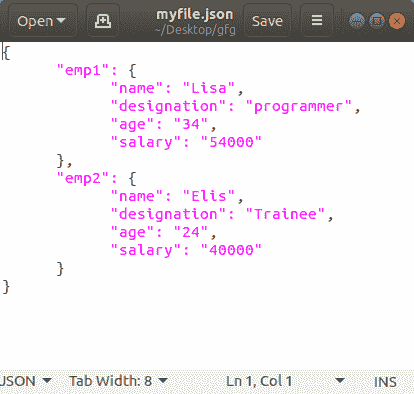 Open myfile.json Save
~/Desktop/gfg
{
"emp1": {
"name": "Lisa",
"designation": "programmer",
"age": "34",
"salary": "54000"
},
"emp2": {
"name": "Elis",
"designation": "Trainee",
"age": "24",
"salary": "40000"
}
}
JSON Tab Width: 8 Ln 1, Col 1 INS